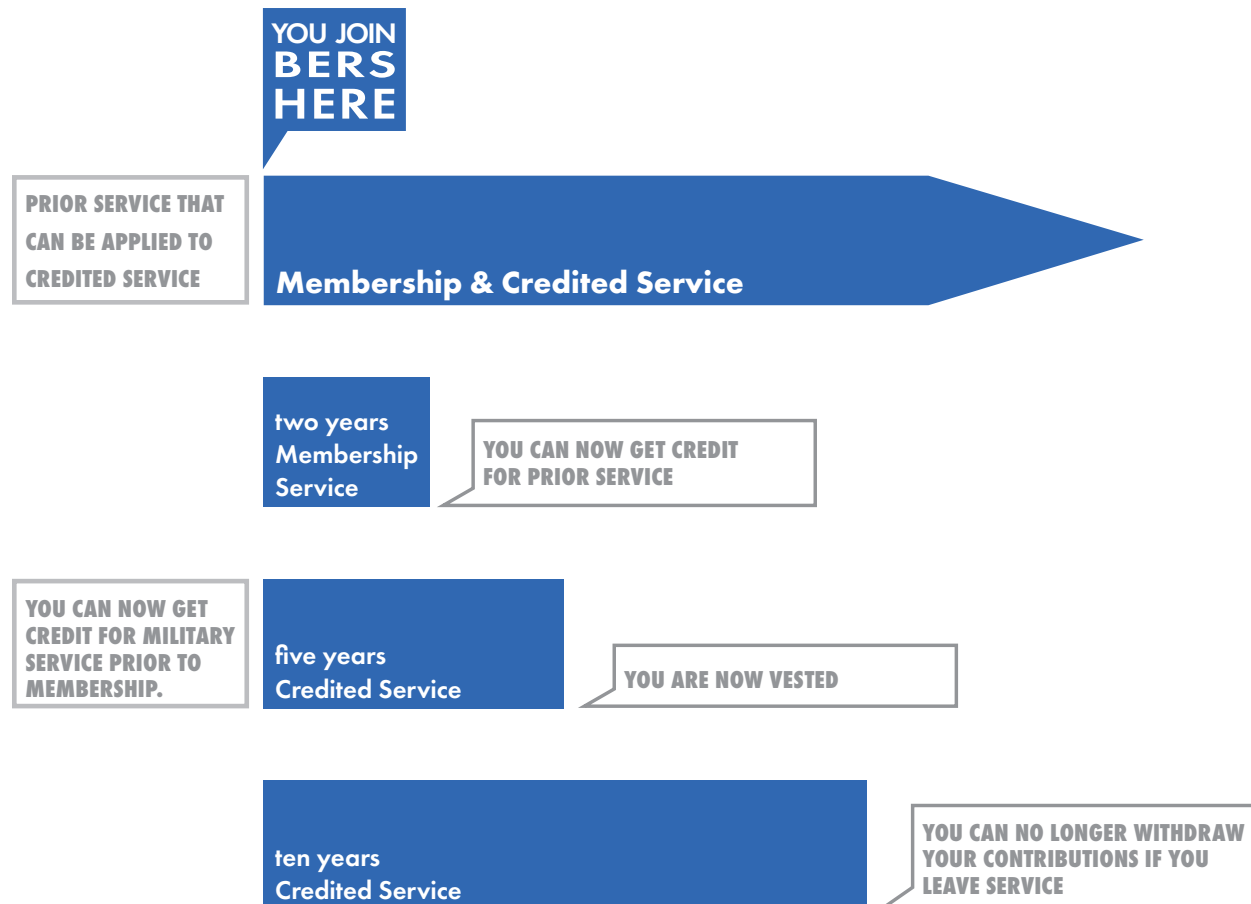 YOU JOIN
BERS
HERE
PRIOR SERVICE THAT
CAN BE APPLIED TO
CREDITED SERVICE
Membership & Credited Service
two years
Membership
Service
YOU CAN NOW GET CREDIT
FOR PRIOR SERVICE
YOU CAN NOW GET
CREDIT FOR MILITARY
SERVICE PRIOR TO
MEMBERSHIP.
five years
Credited Service
YOU ARE NOW VESTED
ten years
Credited Service
YOU CAN NO LONGER WITHDRAW
YOUR CONTRIBUTIONS IF YOU
LEAVE SERVICE